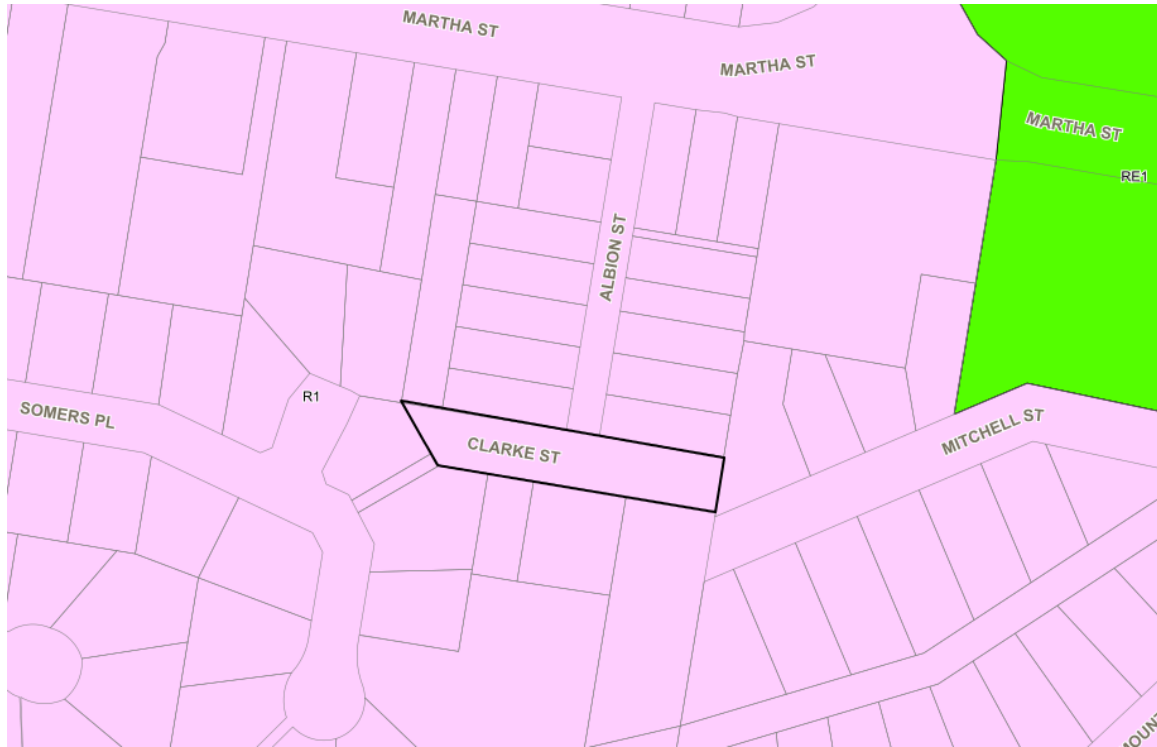 MARTHA ST
MARTHA ST
MARTHA ST
RE1
ALBION ST
R1
SOMERS PL
CLARKE ST
MITCHELL ST